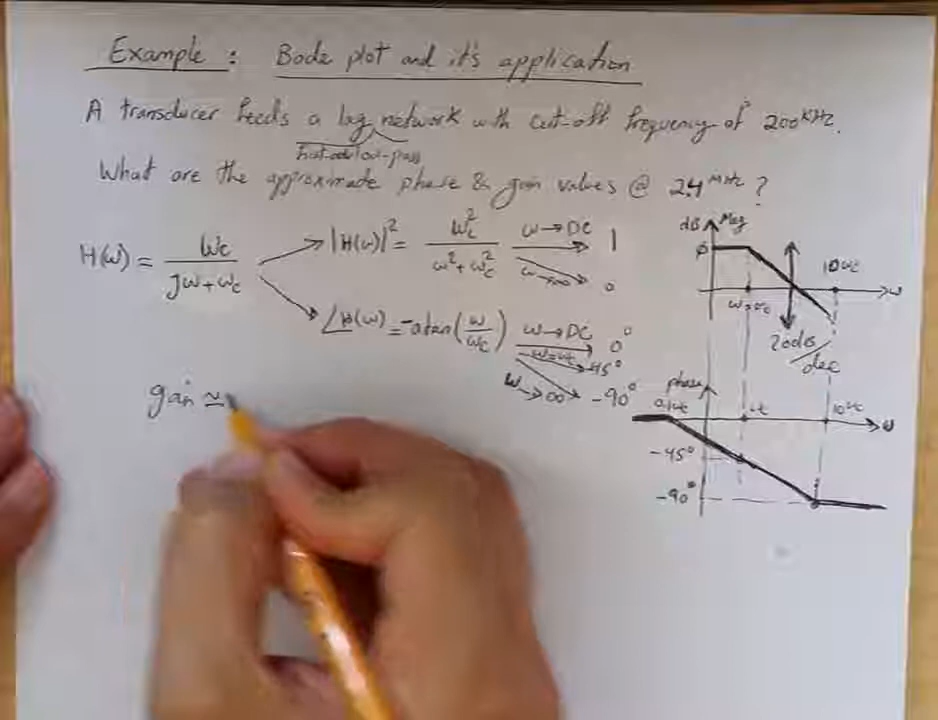 Example : Bode plot and it's application
A transducer feeds a lag network with cut-off frequency of 200KHz.
first-order low-pass
What are the approximate phase & gain values @ 2.4 MHz ?
H(ω) = ωc / (Jω + ωc)
|H(ω)|² = ωc² / (ω² + ωc²)
ω→DC 1
ω→∞ 0
∠H(ω) = -atan(ω/ωc)
ω→DC 0°
ω=ωc -45°
ω→∞ -90°
gain ≃
dB Mag
10ωc
ω
ω=ωc
20dB/dec
phase
0.1ωc ωc 10ωc ω
-45°
-90°